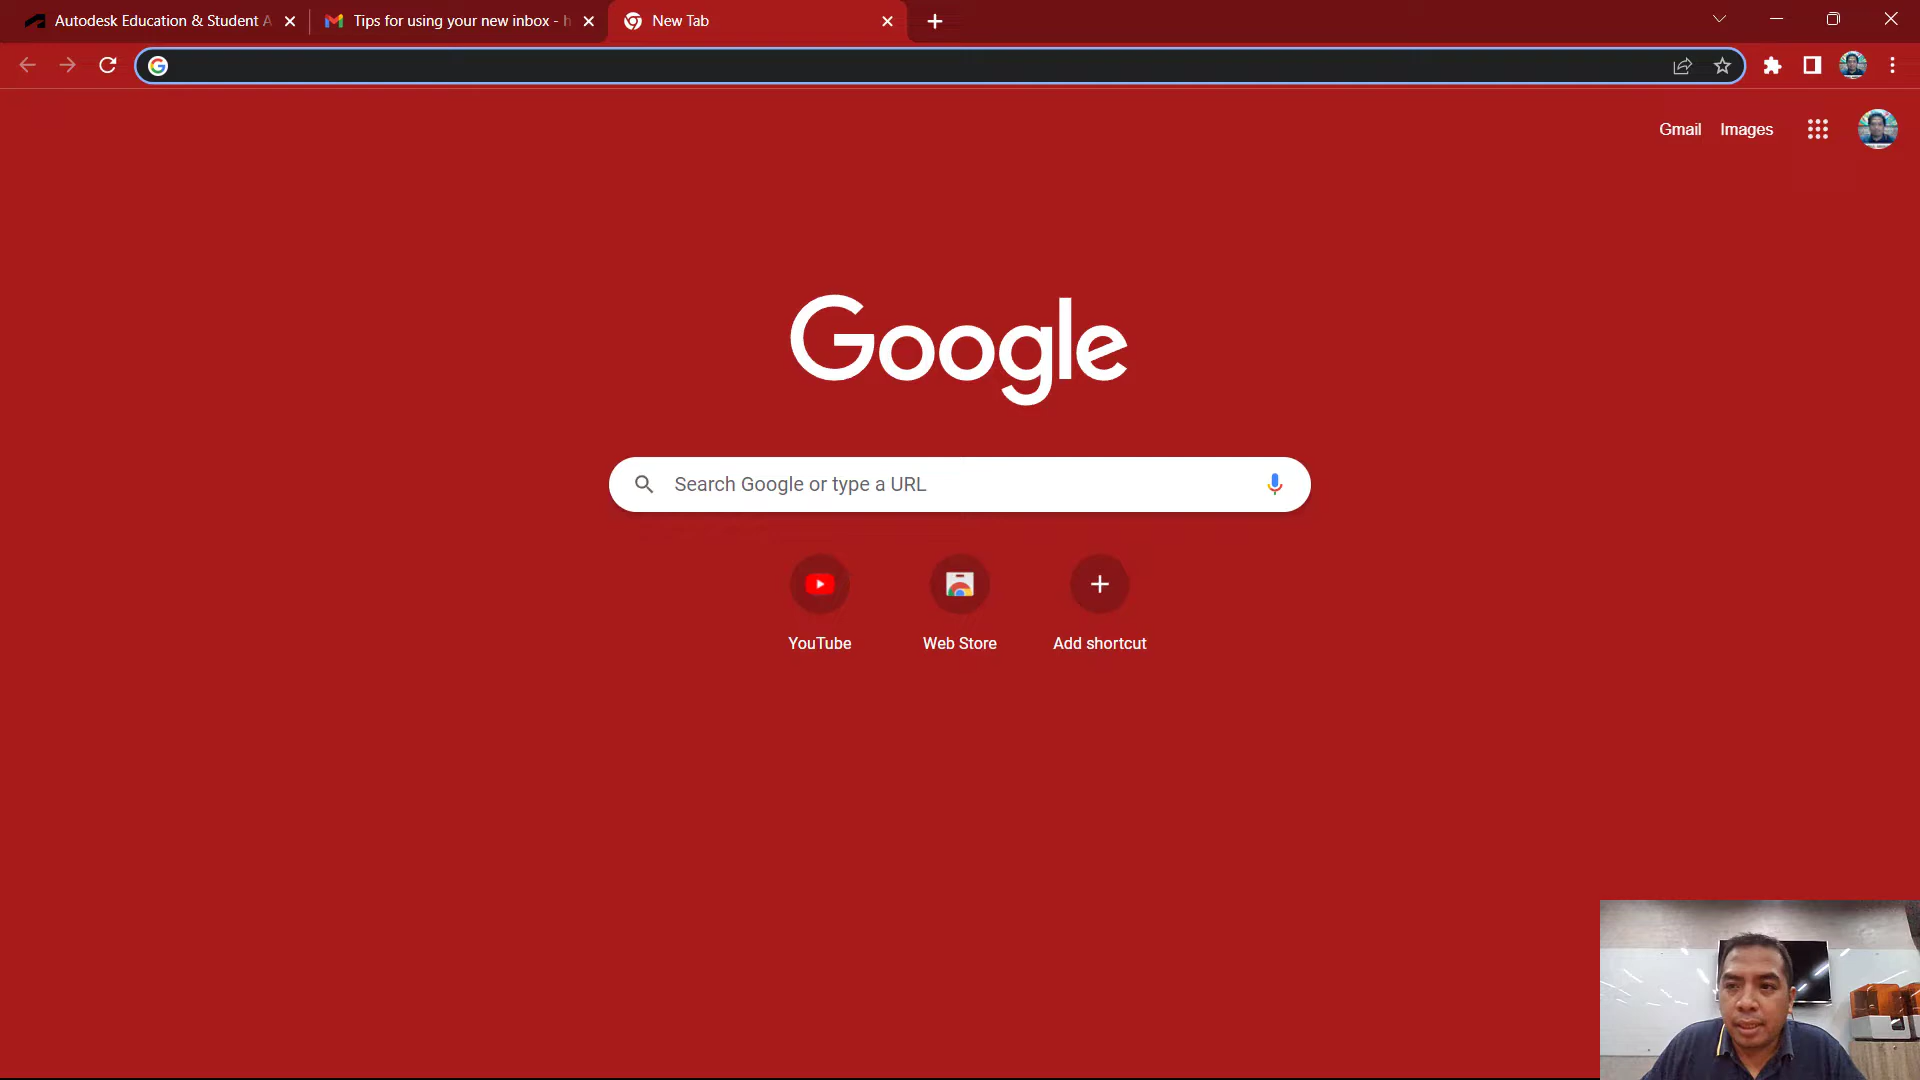 Autodesk Education & Student A
Tips for using your new inbox - h
New Tab
Gmail
Images
Google
Search Google or type a URL
YouTube
Web Store
Add shortcut